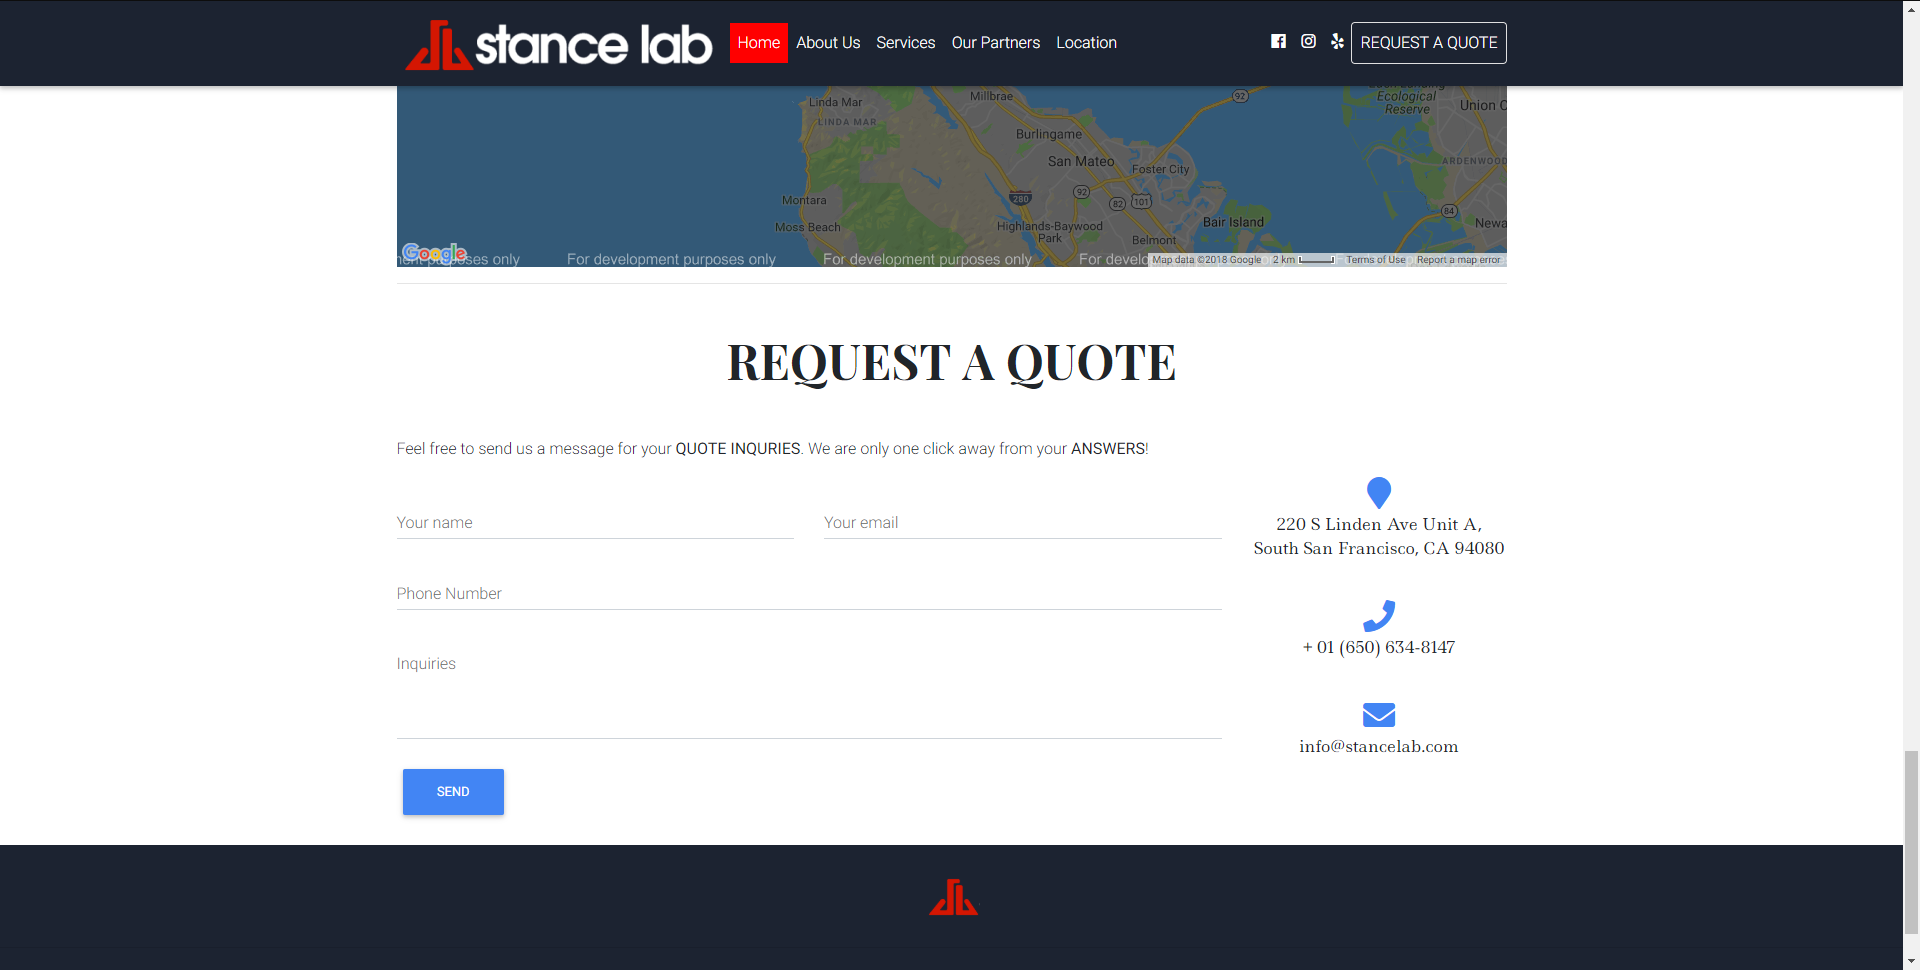 stance lab
Home About Us Services Our Partners Location
REQUEST A QUOTE
Linda Mar
LINDA MAR
Millbrae
92
Ecological
Reserve
Union C
Burlingame
San Mateo
Foster City
ARDENWOOD
92
280
82
101
Montara
Moss Beach
Highlands-Baywood
Park
Bair Island
Belmont
84
Newa
Google
ment purposes only For development purposes only For development purposes only For develo
Map data ©2018 Google 2 km Terms of Use Report a map error
REQUEST A QUOTE
Feel free to send us a message for your QUOTE INQURIES. We are only one click away from your ANSWERS!
Your name
Your email
Phone Number
Inquiries
SEND
220 S Linden Ave Unit A,
South San Francisco, CA 94080
+ 01 (650) 634-8147
info@stancelab.com